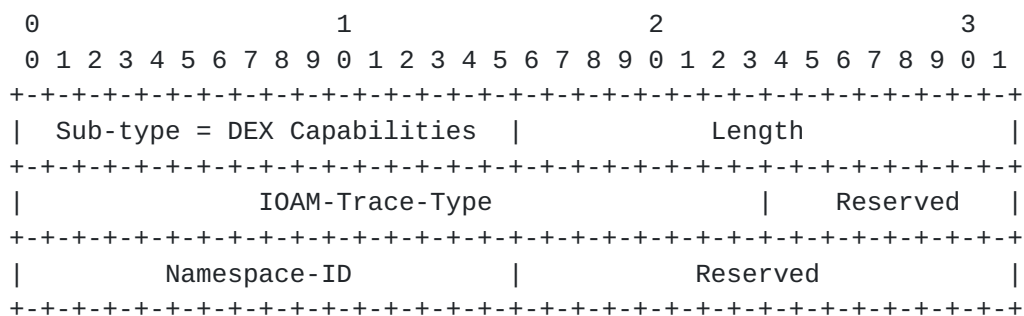 0                   1                   2                   3
 0 1 2 3 4 5 6 7 8 9 0 1 2 3 4 5 6 7 8 9 0 1 2 3 4 5 6 7 8 9 0 1
+-+-+-+-+-+-+-+-+-+-+-+-+-+-+-+-+-+-+-+-+-+-+-+-+-+-+-+-+-+-+-+-+
|  Sub-type = DEX Capabilities  |            Length             |
+-+-+-+-+-+-+-+-+-+-+-+-+-+-+-+-+-+-+-+-+-+-+-+-+-+-+-+-+-+-+-+-+
|               IOAM-Trace-Type                 |    Reserved   |
+-+-+-+-+-+-+-+-+-+-+-+-+-+-+-+-+-+-+-+-+-+-+-+-+-+-+-+-+-+-+-+-+
|         Namespace-ID          |           Reserved            |
+-+-+-+-+-+-+-+-+-+-+-+-+-+-+-+-+-+-+-+-+-+-+-+-+-+-+-+-+-+-+-+-+